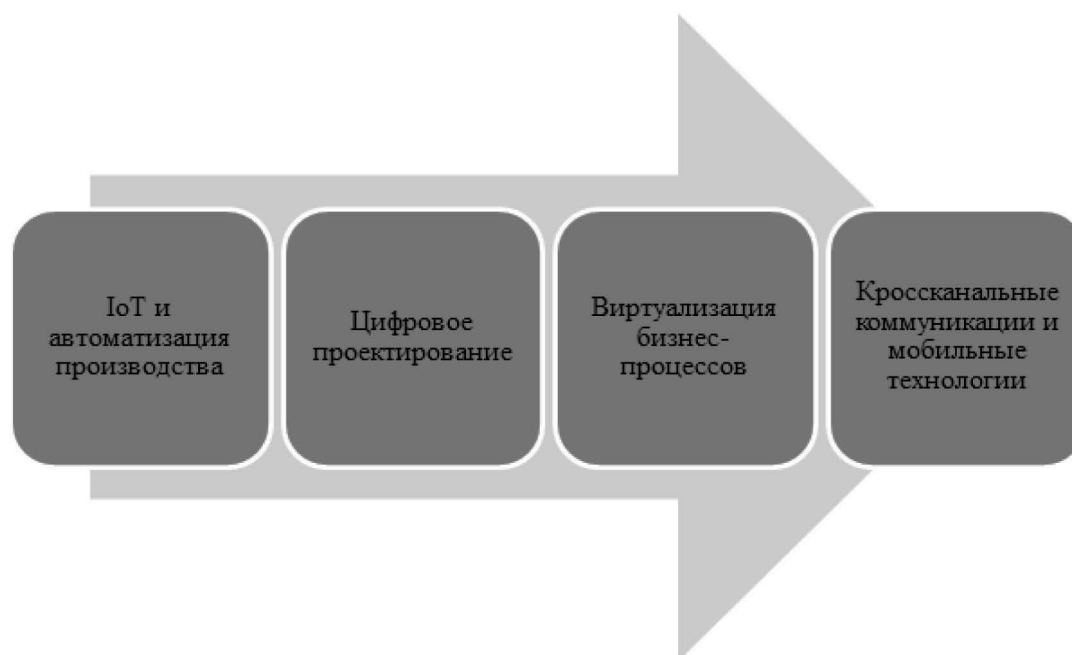 IoT и
автоматизация
производства
Цифровое
проектирование
Виртуализация
бизнес-
процессов
Кроссканальные
коммуникации и
мобильные
технологии